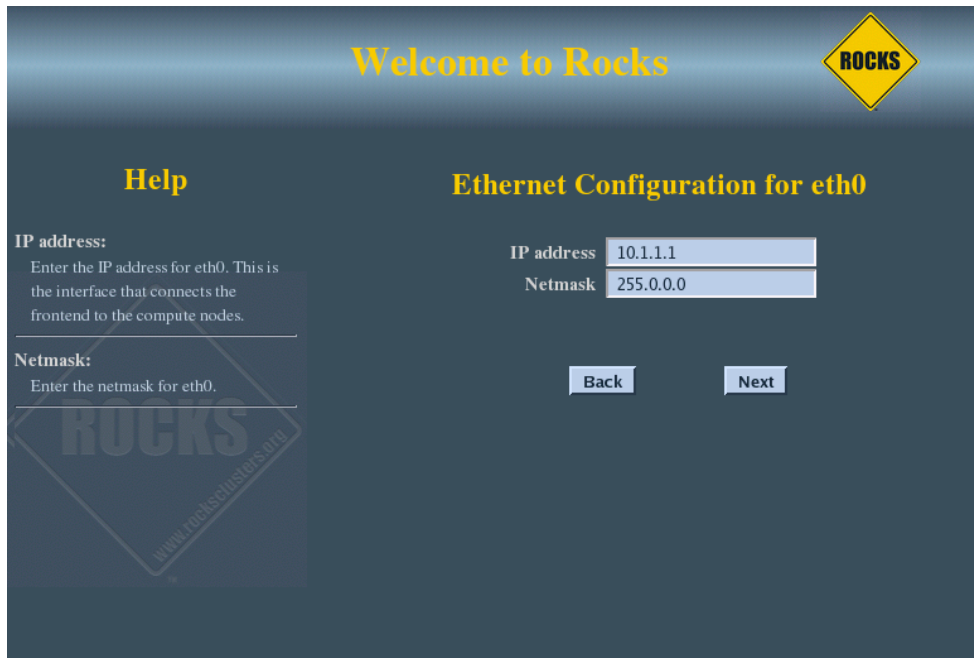 Welcome to Rocks
ROCKS
Help
IP address:
Enter the IP address for eth0. This is
the interface that connects the
frontend to the compute nodes.
Netmask:
Enter the netmask for eth0.
ROCKS
www.rocksclusters.org
TM
Ethernet Configuration for eth0
IP address 10.1.1.1
Netmask 255.0.0.0
Back Next